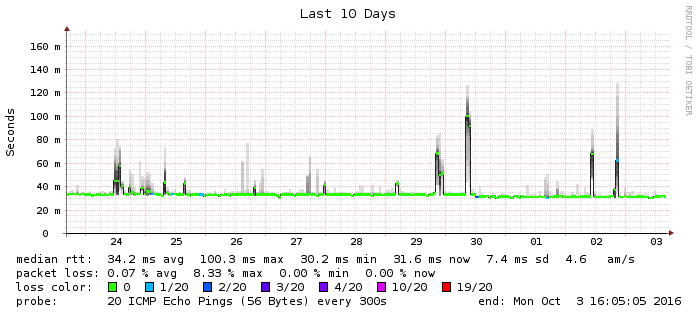 Last 10 Days
RRDTOOL / TOBI OETIKER
Seconds
160 m
140 m
120 m
100 m
80 m
60 m
40 m
20 m
0
24 25 26 27 28 29 30 01 02 03
median rtt: 34.2 ms avg 100.3 ms max 30.2 ms min 31.6 ms now 7.4 ms sd 4.6 am/s
packet loss: 0.07 % avg 8.33 % max 0.00 % min 0.00 % now
loss color: 0 1/20 2/20 3/20 4/20 10/20 19/20
probe: 20 ICMP Echo Pings (56 Bytes) every 300s end: Mon Oct 3 16:05:05 2016